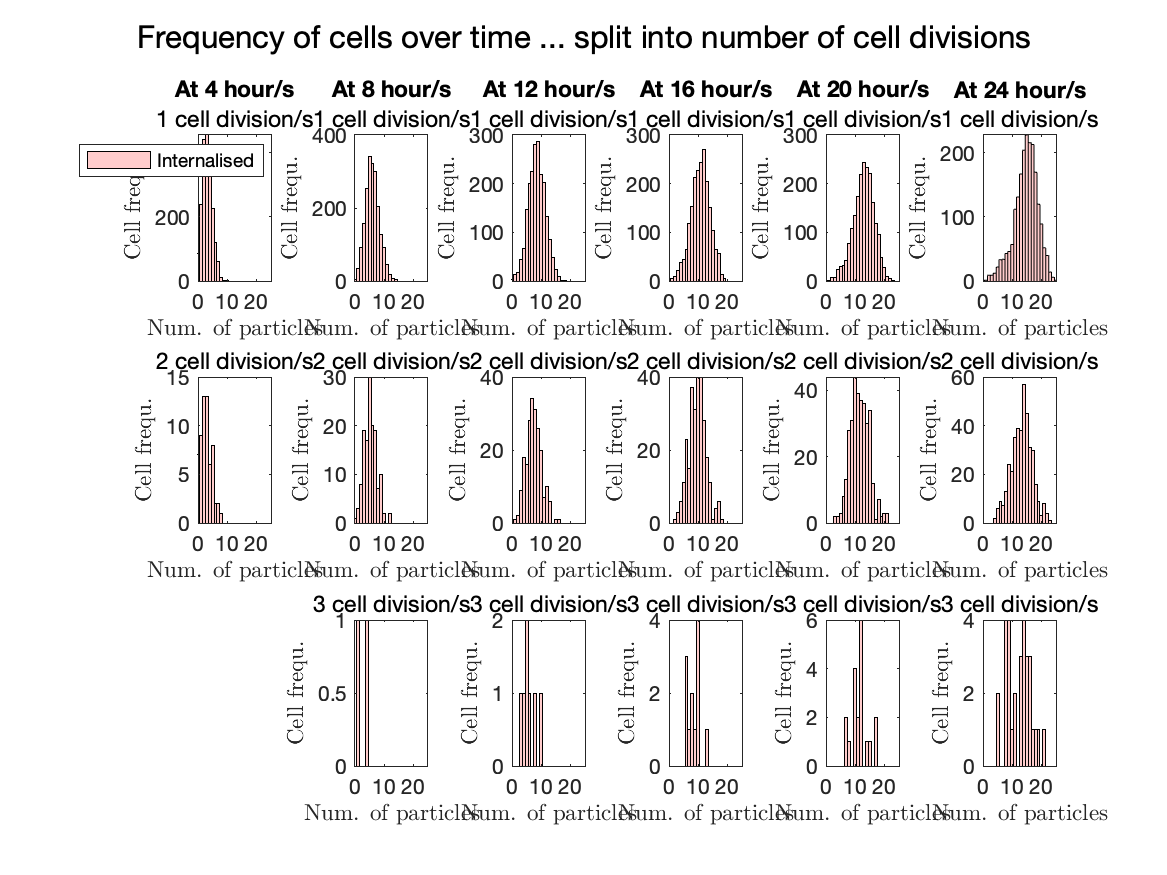 Frequency of cells over time ... split into number of cell divisions
At 4 hour/s At 8 hour/s At 12 hour/s At 16 hour/s At 20 hour/s At 24 hour/s
1 cell division/s 1 cell division/s 1 cell division/s 1 cell division/s 1 cell division/s 1 cell division/s
Internalised
Cell frequ. Cell frequ. Cell frequ. Cell frequ. Cell frequ. Cell frequ.
400 300 300 300
200 200 200 200 200 200
100 100 100 100
0 0 0 0 0 0
0 10 20 0 10 20 0 10 20 0 10 20 0 10 20 0 10 20
Num. of particles Num. of particles Num. of particles Num. of particles Num. of particles Num. of particles
2 cell division/s 2 cell division/s 2 cell division/s 2 cell division/s 2 cell division/s 2 cell division/s
Cell frequ. Cell frequ. Cell frequ. Cell frequ. Cell frequ. Cell frequ.
15 30 40 40 40 60
10 20 20 20 20 40
5 10 20
0 0 0 0 0 0
0 10 20 0 10 20 0 10 20 0 10 20 0 10 20 0 10 20
Num. of particles Num. of particles Num. of particles Num. of particles Num. of particles Num. of particles
3 cell division/s 3 cell division/s 3 cell division/s 3 cell division/s 3 cell division/s
Cell frequ. Cell frequ. Cell frequ. Cell frequ. Cell frequ.
1 2 4 6 4
0.5 1 2 4 2
2
0 0 0 0 0
0 10 20 0 10 20 0 10 20 0 10 20 0 10 20
Num. of particles Num. of particles Num. of particles Num. of particles Num. of particles